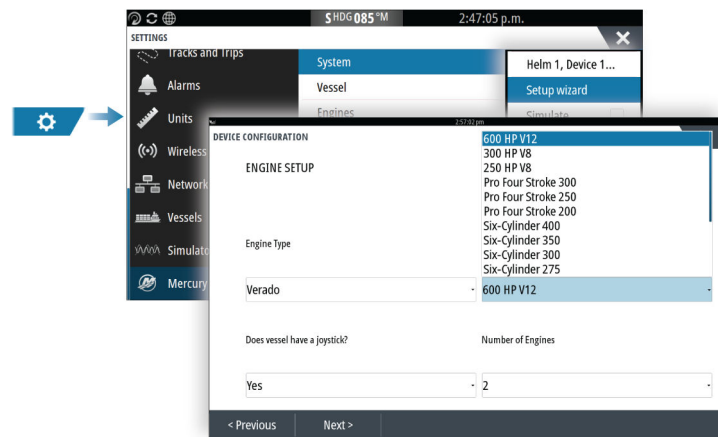 SHDG 085 °M 2:47:05 p.m.
SETTINGS
Tracks and Trips
System
Helm 1, Device 1...
Alarms
Vessel
Setup wizard
Units
Engines
Simulate
2:57:02 pm
DEVICE CONFIGURATION
600 HP V12
Wireless
300 HP V8
ENGINE SETUP
250 HP V8
Network
Pro Four Stroke 300
Pro Four Stroke 250
Pro Four Stroke 200
Vessels
Six-Cylinder 400
Six-Cylinder 350
Simulato
Engine Type
Six-Cylinder 300
Six-Cylinder 275
Mercury
Verado
600 HP V12
Does vessel have a joystick?
Number of Engines
Yes
2
< Previous
Next >